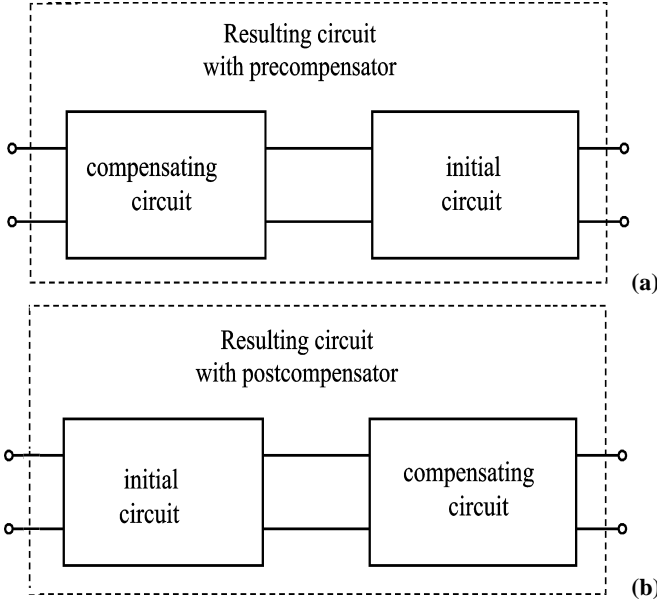 Resulting circuit
with precompensator
compensating
circuit
initial
circuit
(a)
Resulting circuit
with postcompensator
initial
circuit
compensating
circuit
(b)